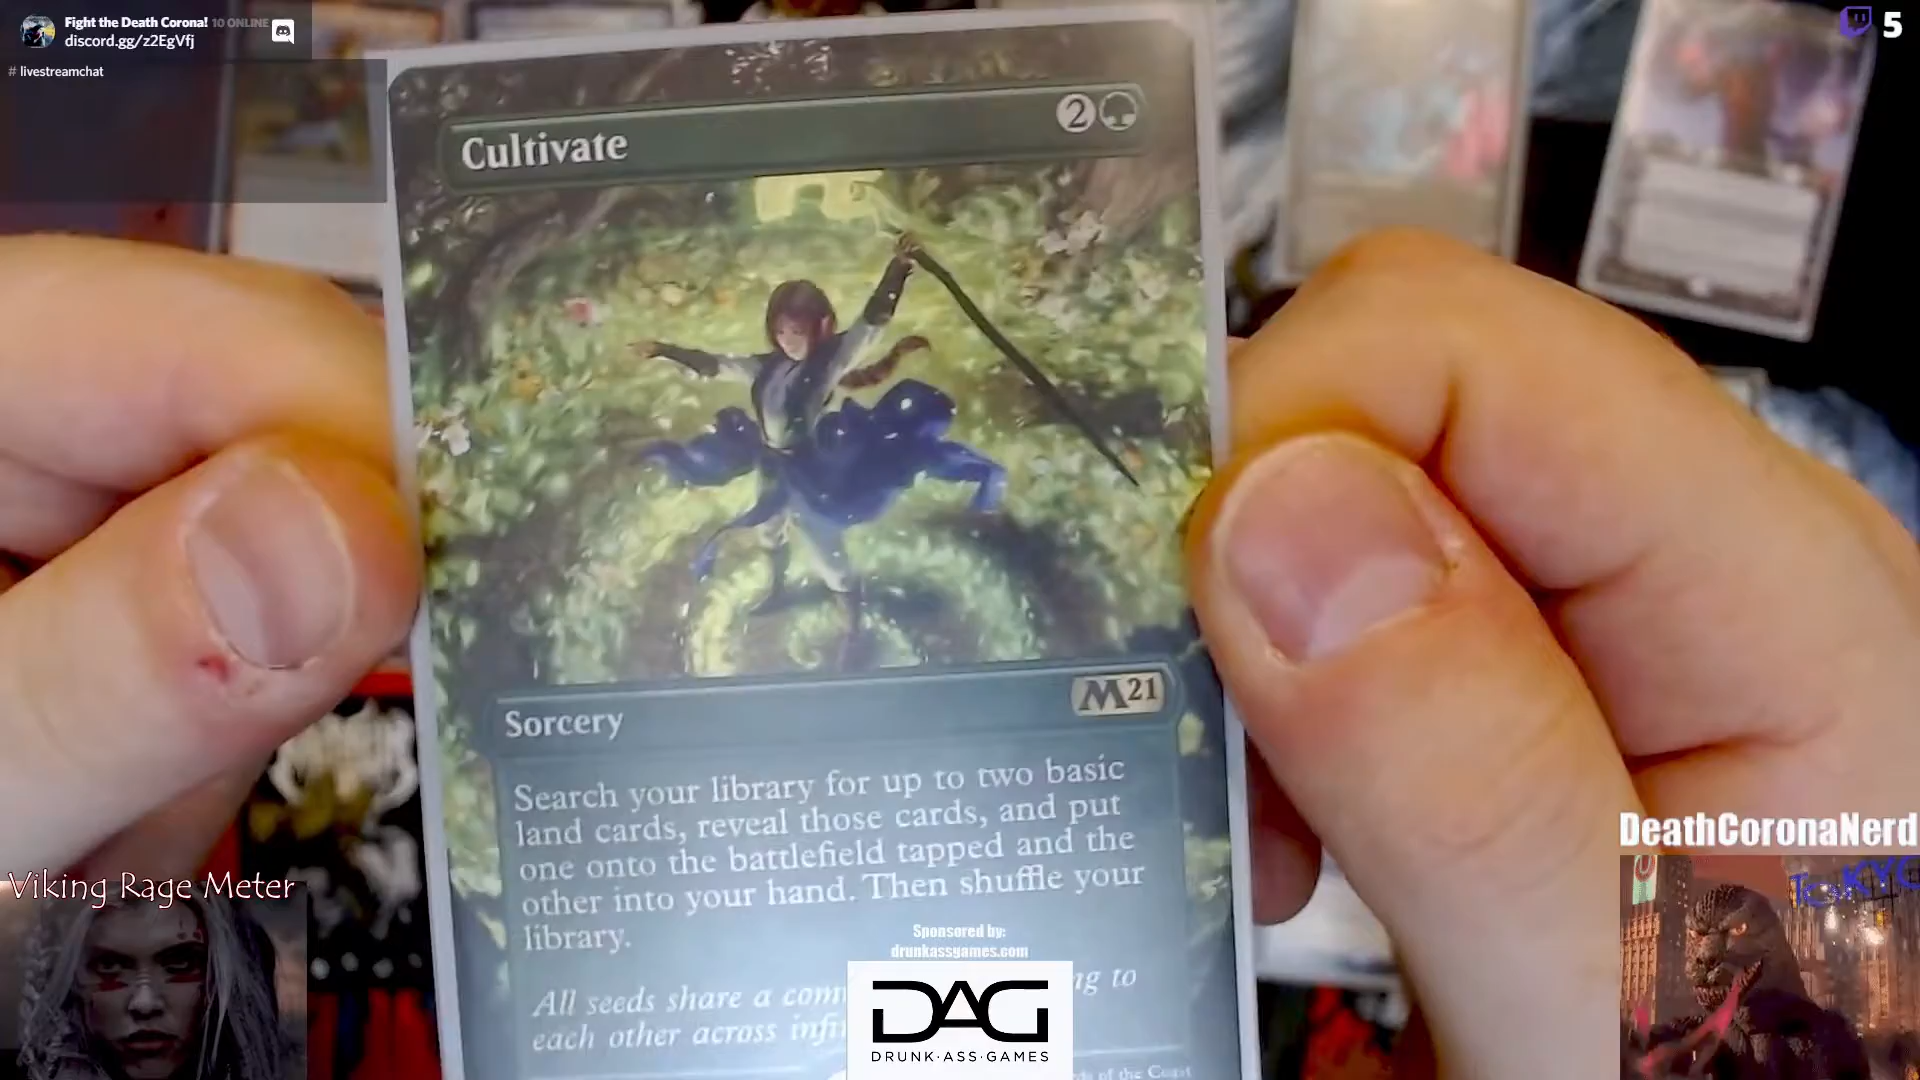 Fight the Death Corona! 10 ONLINE
discord.gg/z2EgVfj
# livestreamchat
5
Cultivate
2
Sorcery
M21
Search your library for up to two basic
land cards, reveal those cards, and put
one onto the battlefield tapped and the
other into your hand. Then shuffle your
library.
All seeds share a
to
each other across
of the Coast
Sponsored by:
drunkassgames.com
DAG
DRUNK·ASS·GAMES
Viking Rage Meter
DeathCoronaNerd